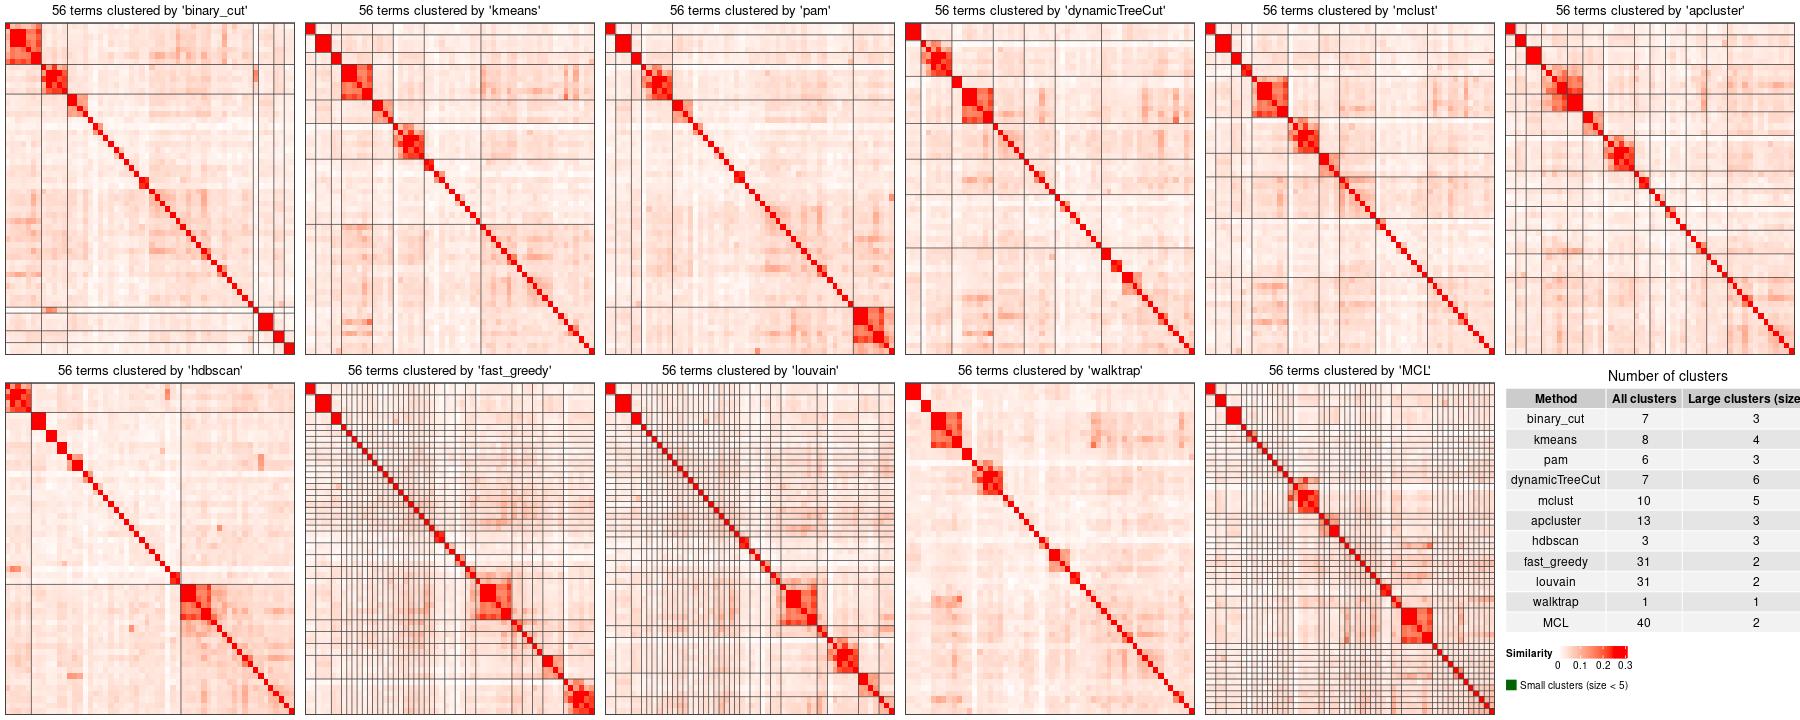 56 terms clustered by 'binary_cut'
56 terms clustered by 'kmeans'
56 terms clustered by 'pam'
56 terms clustered by 'dynamicTreeCut'
56 terms clustered by 'mclust'
56 terms clustered by 'apcluster'
56 terms clustered by 'hdbscan'
56 terms clustered by 'fast_greedy'
56 terms clustered by 'louvain'
56 terms clustered by 'walktrap'
56 terms clustered by 'MCL'
Number of clusters
Method All clusters Large clusters (size
binary_cut 7 3
kmeans 8 4
pam 6 3
dynamicTreeCut 7 6
mclust 10 5
apcluster 13 3
hdbscan 3 3
fast_greedy 31 2
louvain 31 2
walktrap 1 1
MCL 40 2
Similarity
0 0.1 0.2 0.3
Small clusters (size < 5)